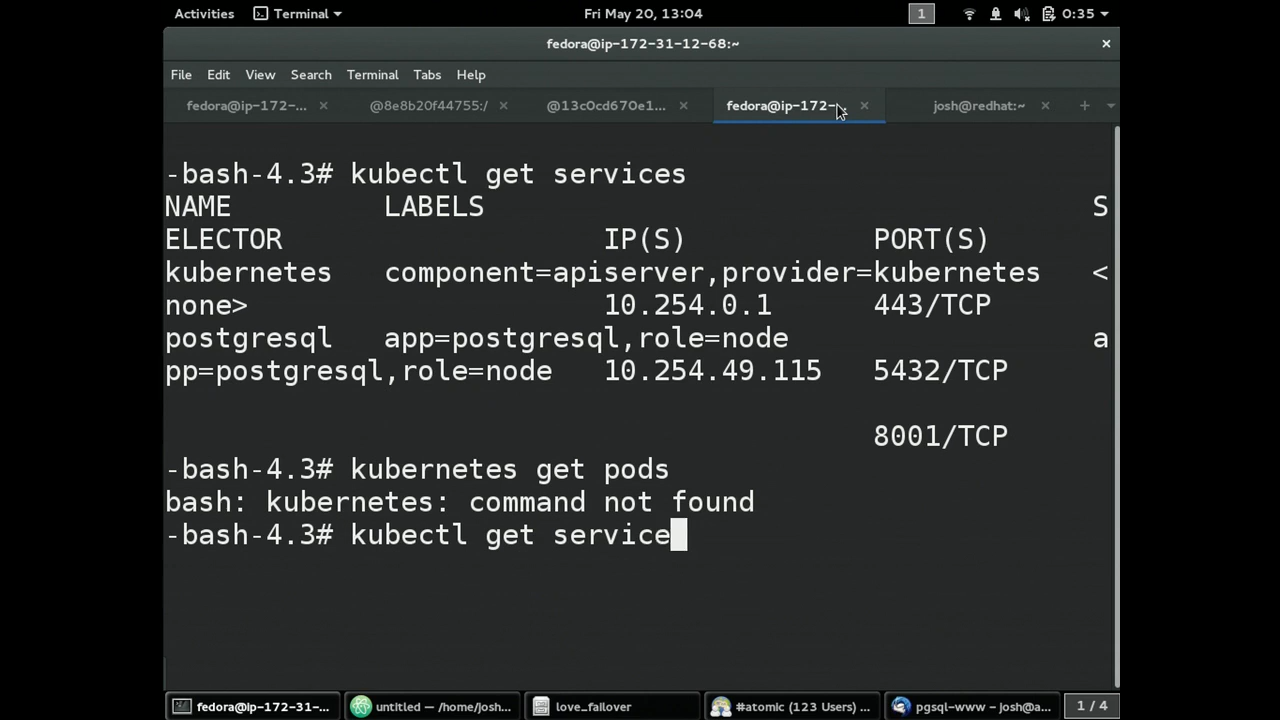 Activities Terminal Fri May 20, 13:04 1 0:35
fedora@ip-172-31-12-68:~
File Edit View Search Terminal Tabs Help
fedora@ip-172-... @8e8b20f44755:/ @13c0cd670e1... fedora@ip-172-... josh@redhat:~
-bash-4.3# kubectl get services
NAME LABELS S
ELECTOR IP(S) PORT(S)
kubernetes component=apiserver,provider=kubernetes <
none> 10.254.0.1 443/TCP
postgresql app=postgresql,role=node a
pp=postgresql,role=node 10.254.49.115 5432/TCP
8001/TCP
-bash-4.3# kubernetes get pods
bash: kubernetes: command not found
-bash-4.3# kubectl get service
fedora@ip-172-31-... untitled — /home/josh... love_failover #atomic (123 Users) ... pgsql-www – josh@a... 1 / 4